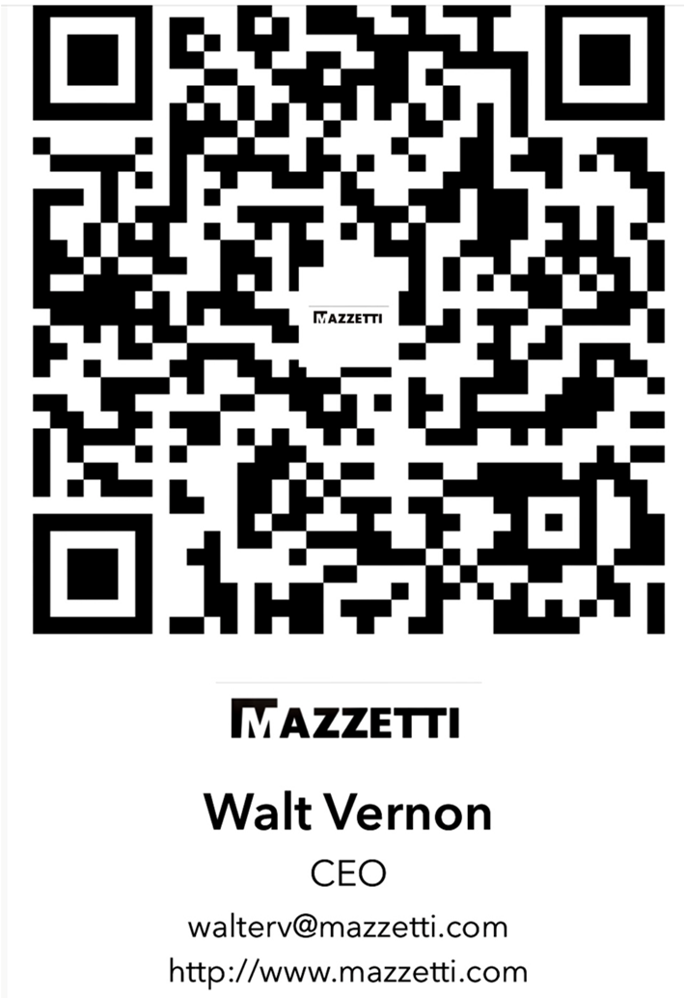 MAZZETTI
MAZZETTI
Walt Vernon
CEO
walterv@mazzetti.com
http://www.mazzetti.com